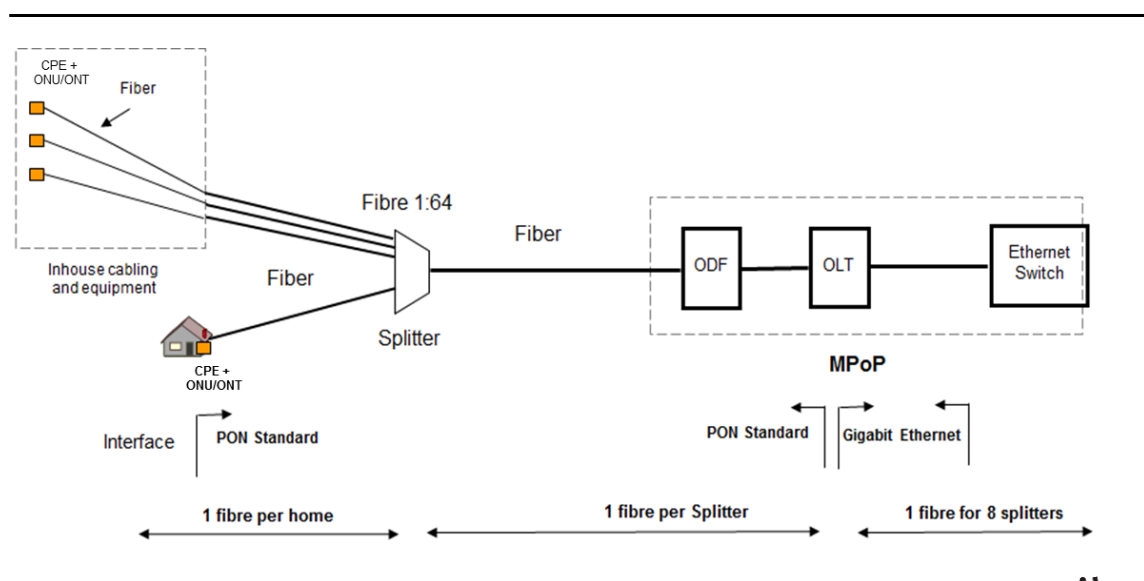 CPE +
ONU/ONT
Fiber
Fibre 1:64
Fiber
ODF
OLT
Ethernet
Switch
Inhouse cabling
and equipment
Fiber
Splitter
MPoP
CPE +
ONU/ONT
Interface
PON Standard
PON Standard
Gigabit Ethernet
1 fibre per home
1 fibre per Splitter
1 fibre for 8 splitters